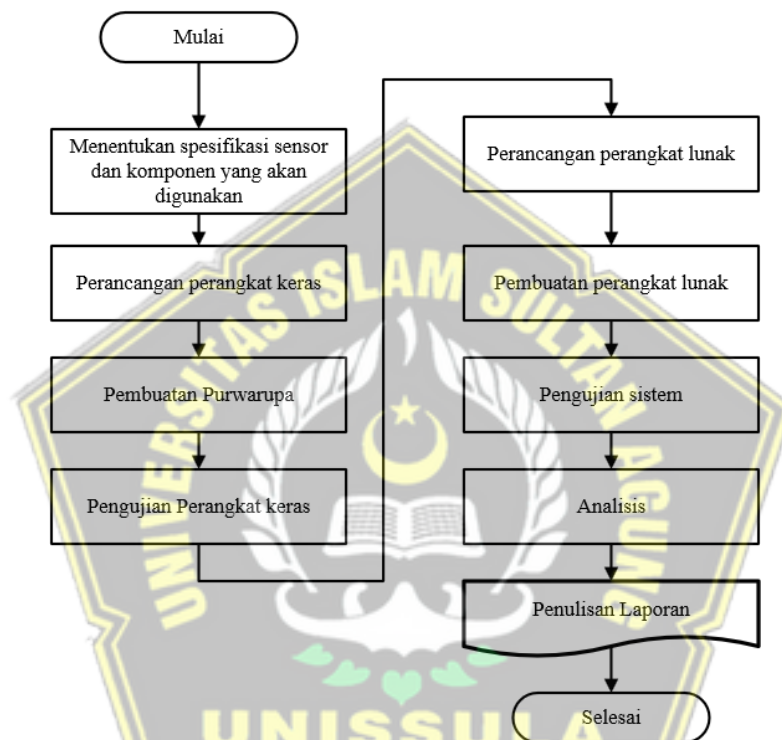 Mulai
Menentukan spesifikasi sensor
dan komponen yang akan
digunakan
Perancangan perangkat keras
Pembuatan Purwarupa
Pengujian Perangkat keras
Perancangan perangkat lunak
Pembuatan perangkat lunak
Pengujian sistem
Analisis
Penulisan Laporan
Selesai
UNIVERSITAS ISLAM SULTAN AGUNG
UNISSULA